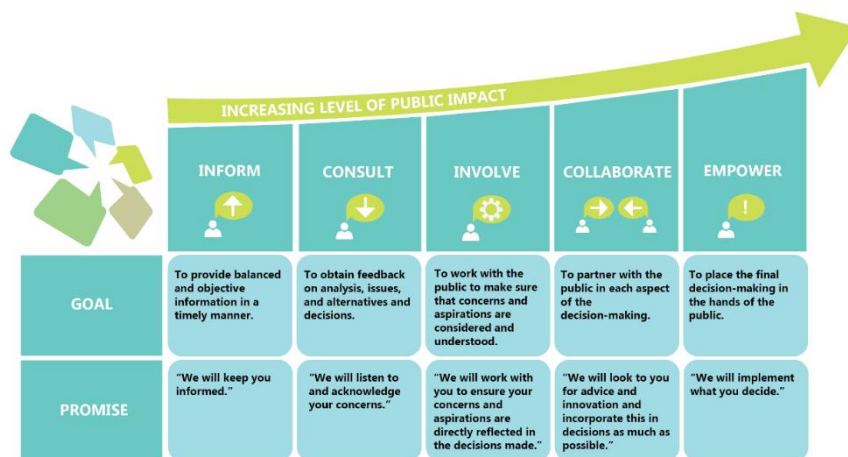 INCREASING LEVEL OF PUBLIC IMPACT
INFORM
CONSULT
INVOLVE
COLLABORATE
EMPOWER
!
GOAL
To provide balanced
and objective
information in a
timely manner.
To obtain feedback
on analysis, issues,
and alternatives and
decisions.
To work with the
public to make sure
that concerns and
aspirations are
considered and
understood.
To partner with the
public in each aspect
of the
decision-making.
To place the final
decision-making in
the hands of the
public.
PROMISE
“We will keep you
informed.”
“We will listen to
and acknowledge
your concerns.”
“We will work with
you to ensure your
concerns and
aspirations are
directly reflected in
the decisions made.”
“We will look to you
for advice and
innovation and
incorporate this in
decisions as much as
possible.”
“We will implement
what you decide.”